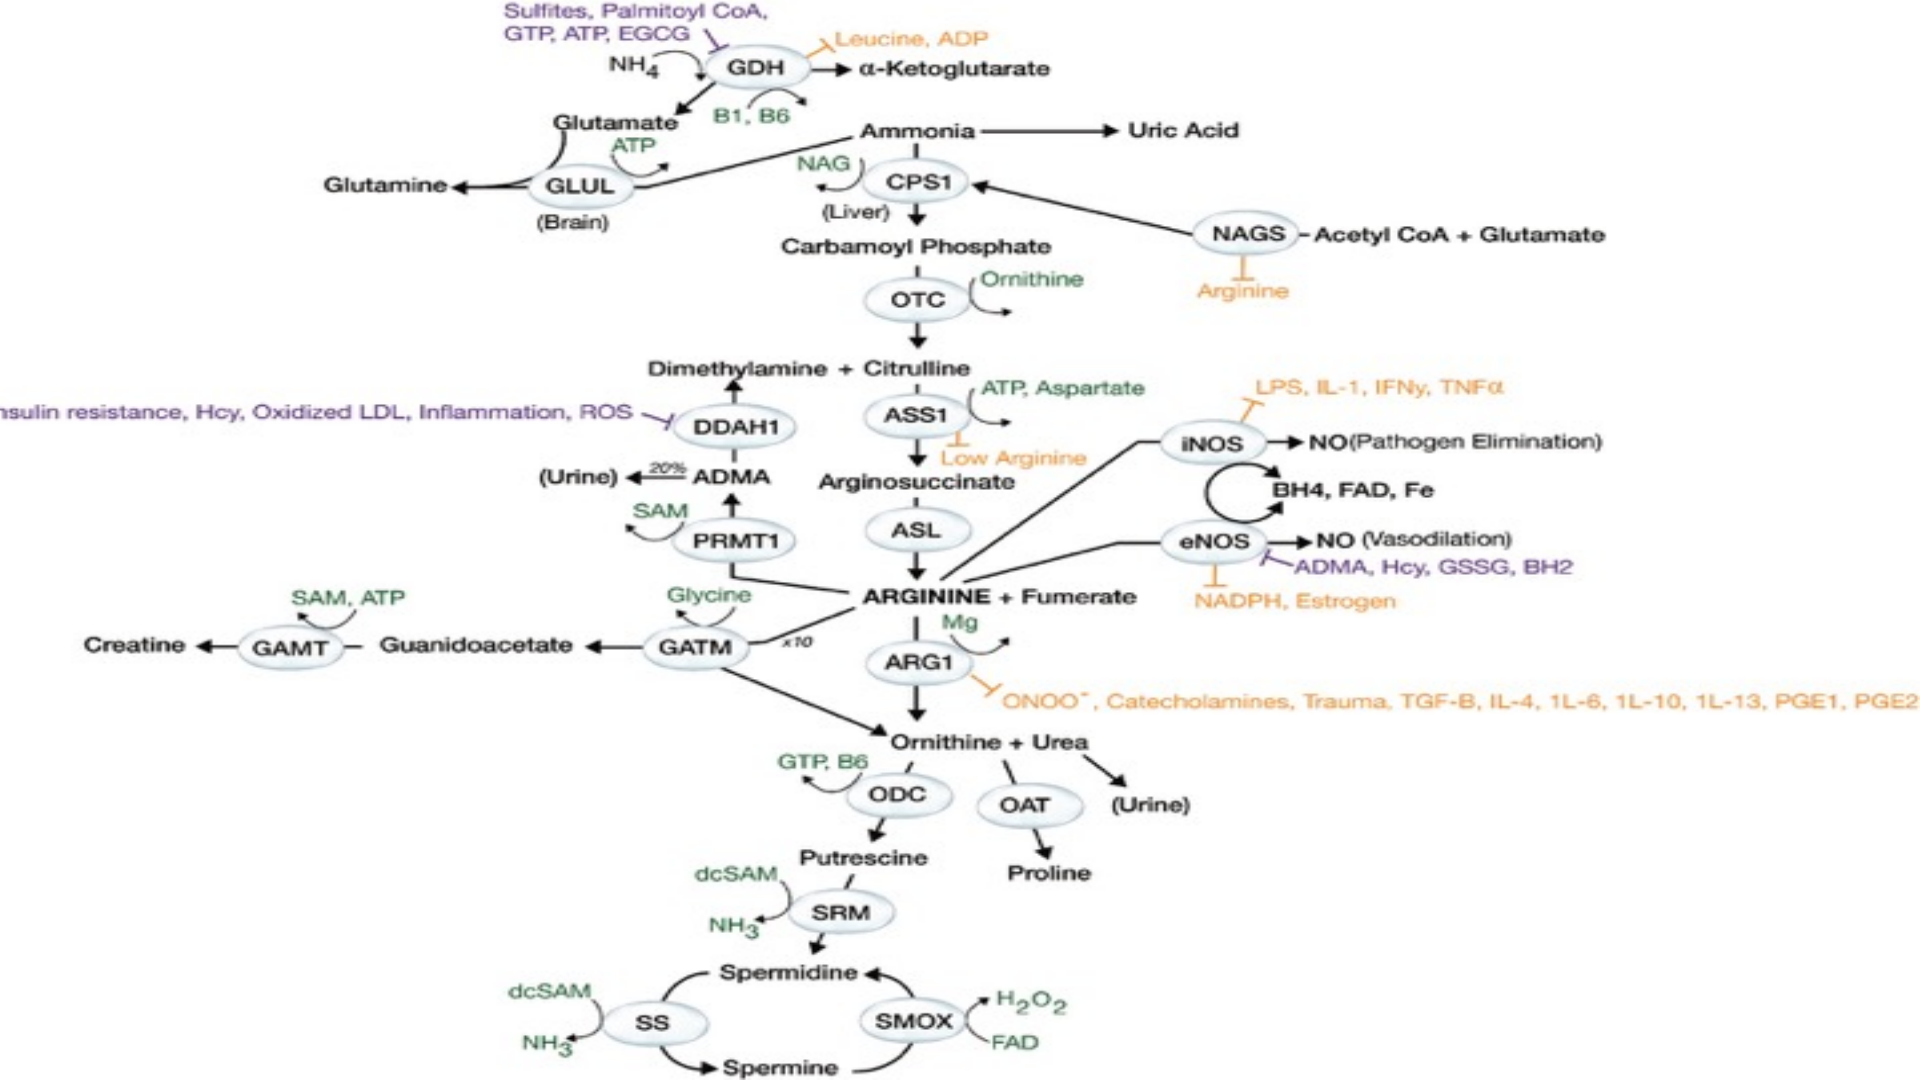 Sulfites, Palmitoyl CoA,
GTP, ATP, EGCG
Leucine, ADP
NH4
GDH
α-Ketoglutarate
B1, B6
Glutamate
ATP
Ammonia
Uric Acid
NAG
Glutamine
GLUL
CPS1
(Brain)
(Liver)
NAGS
Acetyl CoA + Glutamate
Carbamoyl Phosphate
Arginine
Ornithine
OTC
Dimethylamine + Citrulline
ATP, Aspartate
LPS, IL-1, IFNy, TNFα
nsulin resistance, Hcy, Oxidized LDL, Inflammation, ROS
DDAH1
ASS1
iNOS
NO(Pathogen Elimination)
Low Arginine
(Urine)
20%
ADMA
Arginosuccinate
BH4, FAD, Fe
SAM
PRMT1
ASL
eNOS
NO (Vasodilation)
ADMA, Hcy, GSSG, BH2
NADPH, Estrogen
SAM, ATP
Glycine
ARGININE + Fumerate
Mg
Creatine
GAMT
Guanidoacetate
GATM
x10
ARG1
ONOO⁻, Catecholamines, Trauma, TGF-B, IL-4, 1L-6, 1L-10, 1L-13, PGE1, PGE2
Ornithine + Urea
GTP, B6
ODC
OAT
(Urine)
Putrescine
Proline
dcSAM
SRM
NH3
Spermidine
dcSAM
SS
NH3
SMOX
H2O2
FAD
Spermine